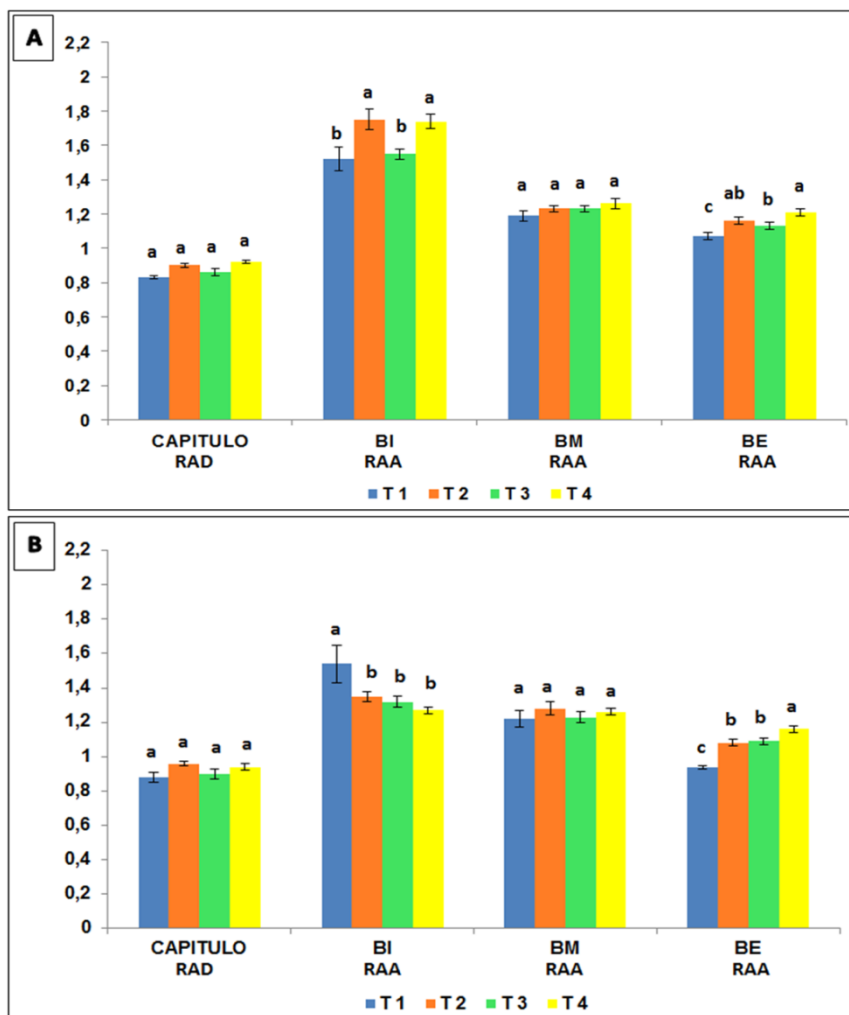 A
2,2
2
1,8
1,6
1,4
1,2
1
0,8
0,6
0,4
0,2
0
a a a a
b a b a
a a a a
c ab b a
CAPITULO BI BM BE
RAD RAA RAA RAA
T 1 T 2 T 3 T 4
B
2,2
2
1,8
1,6
1,4
1,2
1
0,8
0,6
0,4
0,2
0
a a a a
a b b b
a a a a
c b b a
CAPITULO BI BM BE
RAD RAA RAA RAA
T 1 T 2 T 3 T 4